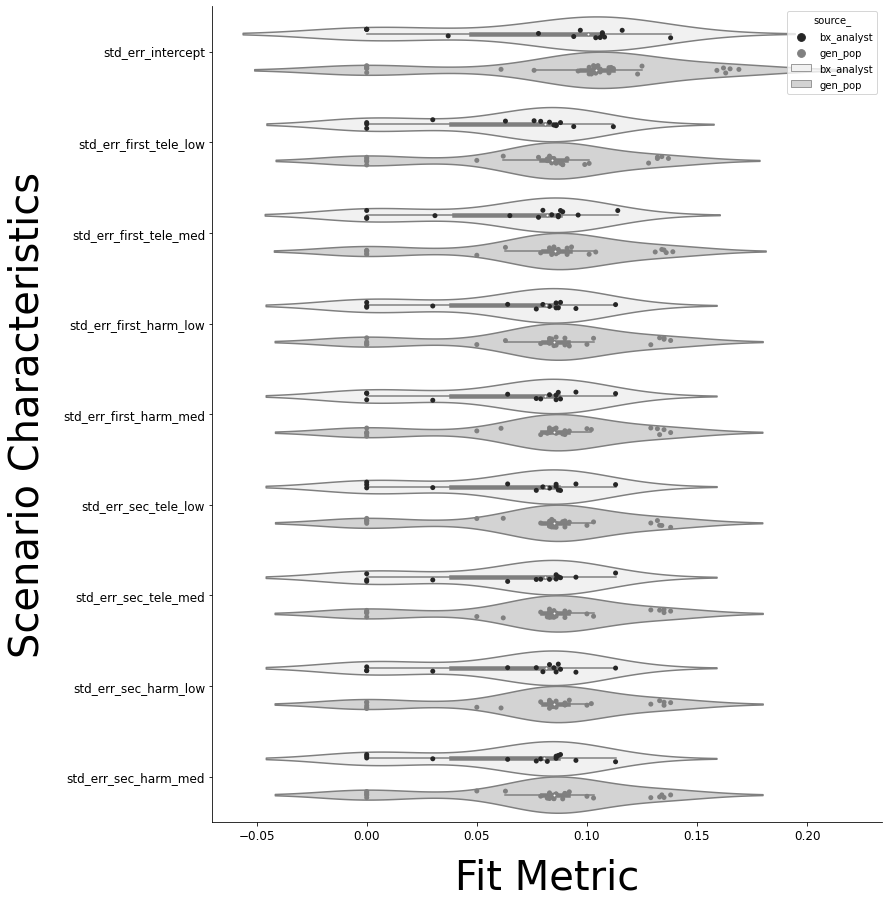 source_
bx_analyst
gen_pop
bx_analyst
gen_pop
Scenario Characteristics
std_err_intercept
std_err_first_tele_low
std_err_first_tele_med
std_err_first_harm_low
std_err_first_harm_med
std_err_sec_tele_low
std_err_sec_tele_med
std_err_sec_harm_low
std_err_sec_harm_med
−0.05 0.00 0.05 0.10 0.15 0.20
Fit Metric